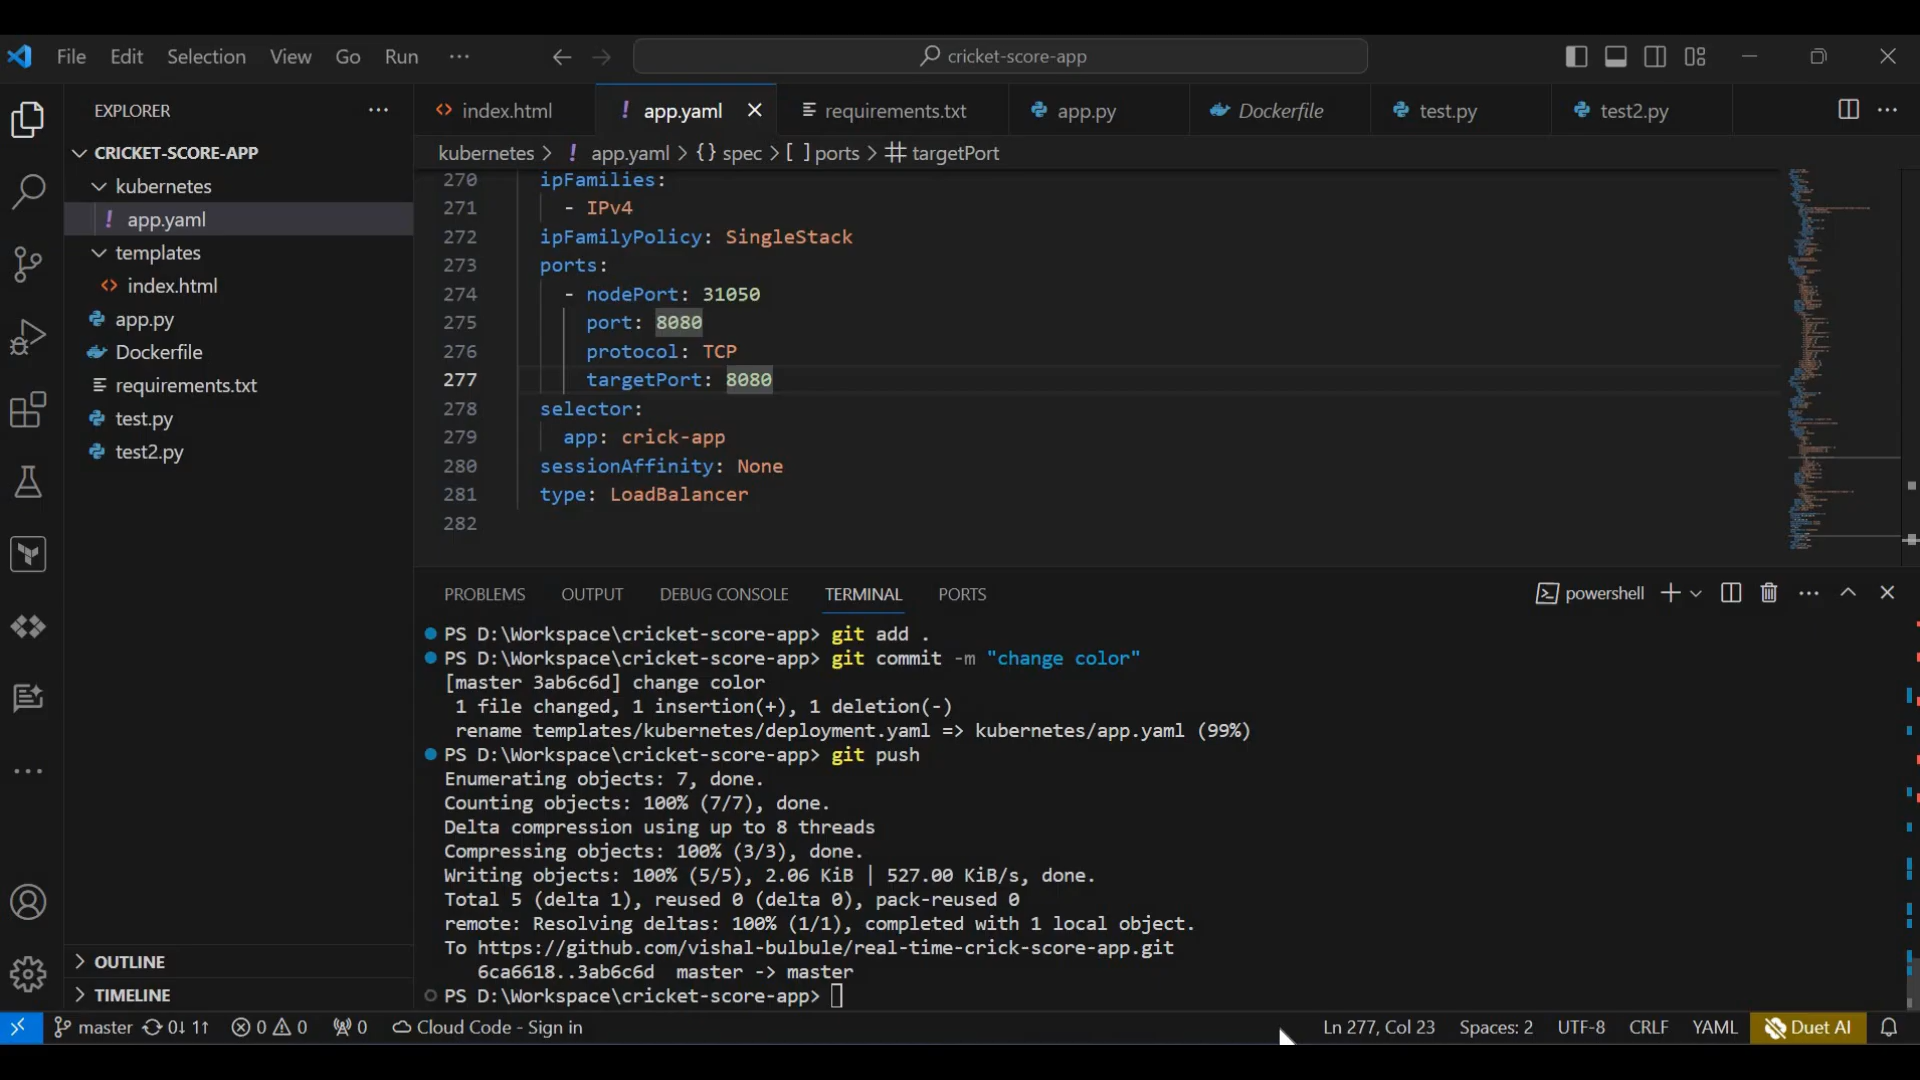 File Edit Selection View Go Run ··· cricket-score-app
EXPLORER ···
CRICKET-SCORE-APP
kubernetes
! app.yaml
templates
<> index.html
app.py
Dockerfile
requirements.txt
test.py
test2.py
OUTLINE
TIMELINE
<> index.html ! app.yaml requirements.txt app.py Dockerfile test.py test2.py
kubernetes > ! app.yaml > {} spec > [ ] ports > # targetPort
270 ipFamilies:
271 - IPv4
272 ipFamilyPolicy: SingleStack
273 ports:
274 - nodePort: 31050
275 port: 8080
276 protocol: TCP
277 targetPort: 8080
278 selector:
279 app: crick-app
280 sessionAffinity: None
281 type: LoadBalancer
282
PROBLEMS OUTPUT DEBUG CONSOLE TERMINAL PORTS powershell
PS D:\Workspace\cricket-score-app> git add .
PS D:\Workspace\cricket-score-app> git commit -m "change color"
[master 3ab6c6d] change color
1 file changed, 1 insertion(+), 1 deletion(-)
rename templates/kubernetes/deployment.yaml => kubernetes/app.yaml (99%)
PS D:\Workspace\cricket-score-app> git push
Enumerating objects: 7, done.
Counting objects: 100% (7/7), done.
Delta compression using up to 8 threads
Compressing objects: 100% (3/3), done.
Writing objects: 100% (5/5), 2.06 KiB | 527.00 KiB/s, done.
Total 5 (delta 1), reused 0 (delta 0), pack-reused 0
remote: Resolving deltas: 100% (1/1), completed with 1 local object.
To https://github.com/vishal-bulbule/real-time-crick-score-app.git
6ca6618..3ab6c6d master -> master
PS D:\Workspace\cricket-score-app>
master 0↓ 1↑ 0 0 0 Cloud Code - Sign in Ln 277, Col 23 Spaces: 2 UTF-8 CRLF YAML Duet AI